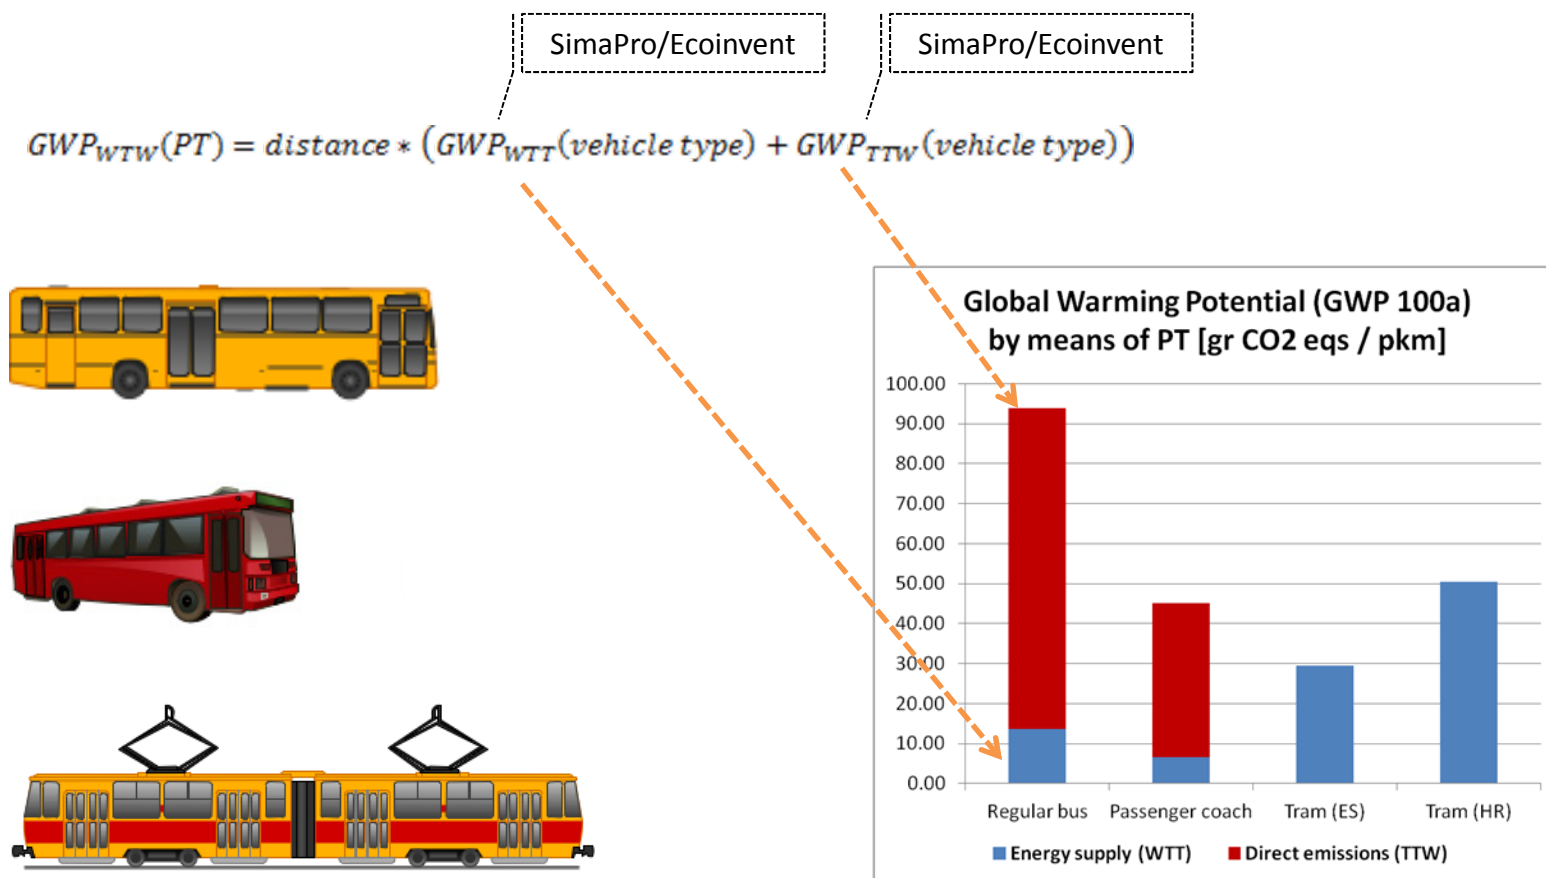 SimaPro/Ecoinvent
SimaPro/Ecoinvent
GWP_WTW(PT) = distance * (GWP_WTT(vehicle type) + GWP_TTW(vehicle type))
Global Warming Potential (GWP 100a)
by means of PT [gr CO2 eqs / pkm]
100.00
90.00
80.00
70.00
60.00
50.00
40.00
30.00
20.00
10.00
0.00
Regular bus Passenger coach Tram (ES) Tram (HR)
Energy supply (WTT) Direct emissions (TTW)